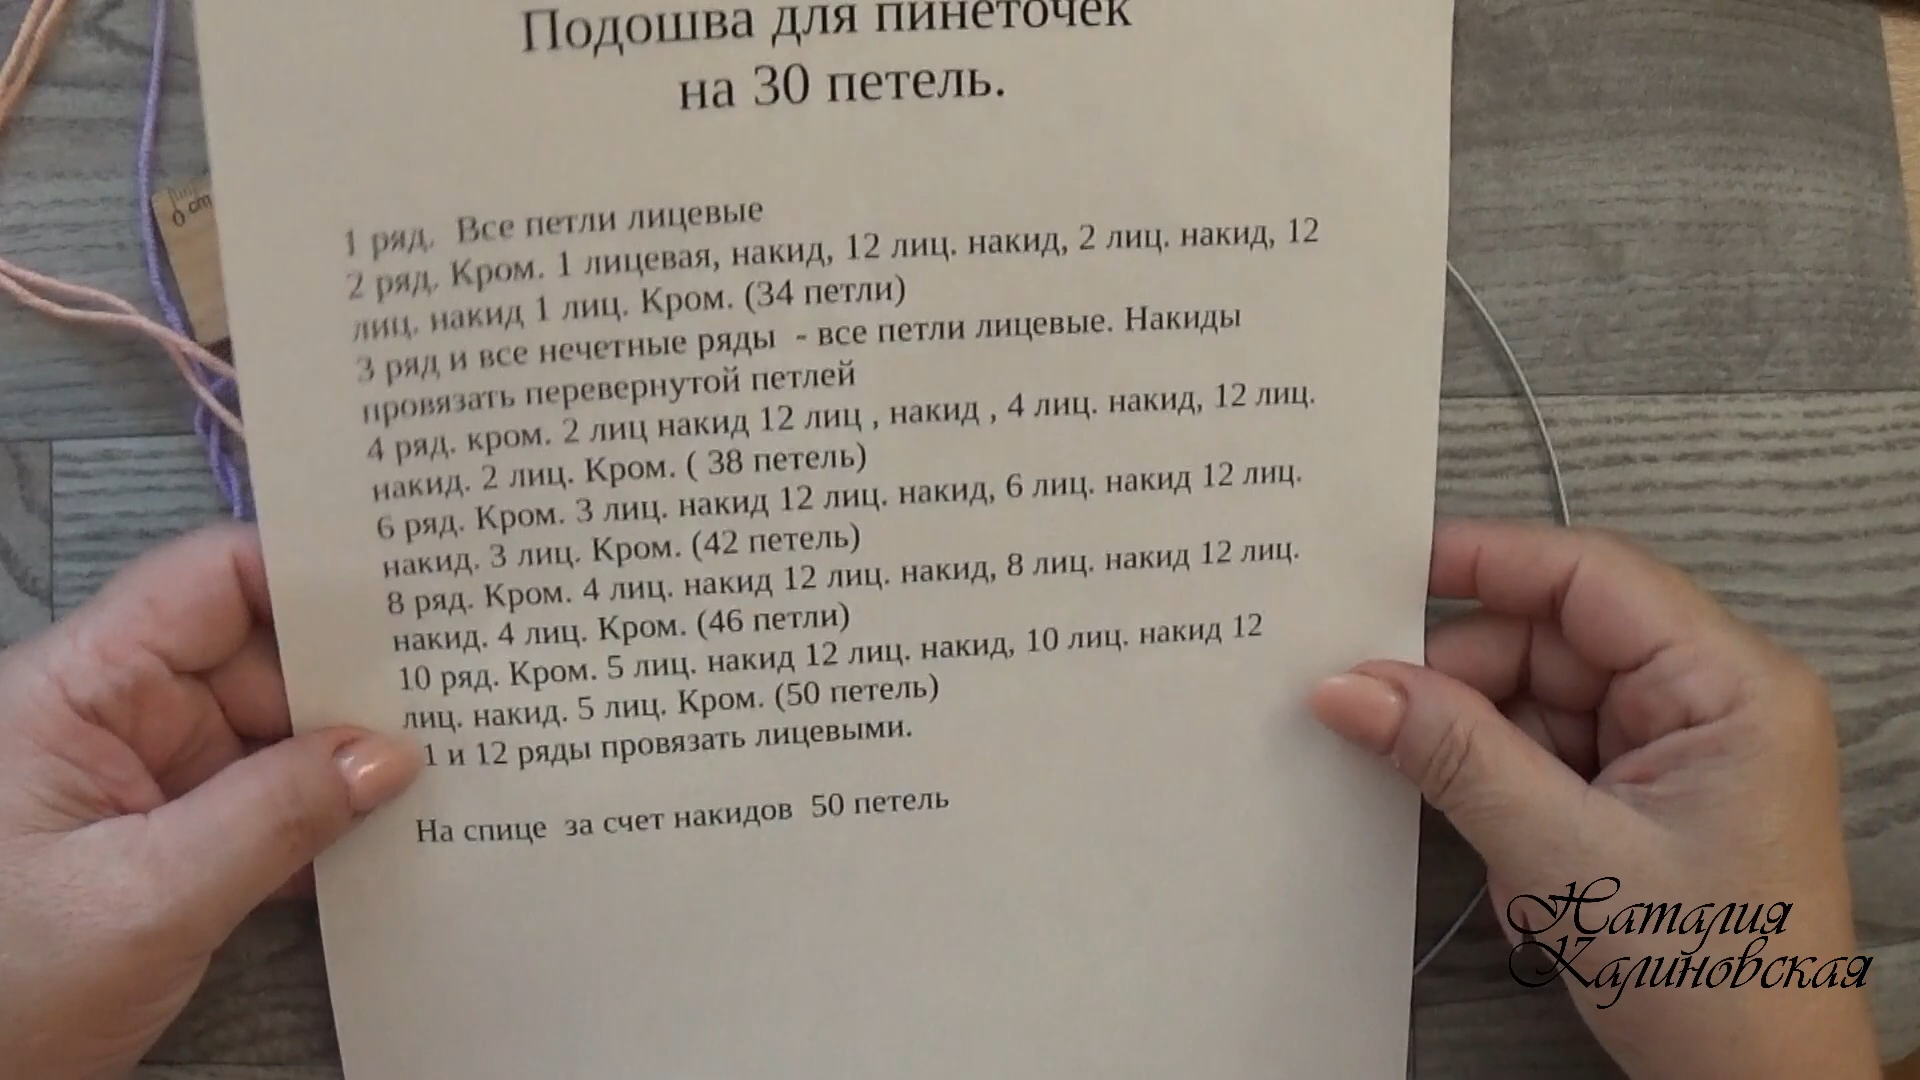 Подошва для пинеточек
на 30 петель.
1 ряд. Все петли лицевые
2 ряд. Кром. 1 лицевая, накид, 12 лиц. накид, 2 лиц. накид, 12
лиц. накид 1 лиц. Кром. (34 петли)
3 ряд и все нечетные ряды - все петли лицевые. Накиды
провязать перевернутой петлей
4 ряд. кром. 2 лиц накид 12 лиц , накид , 4 лиц. накид, 12 лиц.
накид. 2 лиц. Кром. ( 38 петель)
6 ряд. Кром. 3 лиц. накид 12 лиц. накид, 6 лиц. накид 12 лиц.
накид. 3 лиц. Кром. (42 петель)
8 ряд. Кром. 4 лиц. накид 12 лиц. накид, 8 лиц. накид 12 лиц.
накид. 4 лиц. Кром. (46 петли)
10 ряд. Кром. 5 лиц. накид 12 лиц. накид, 10 лиц. накид 12
лиц. накид. 5 лиц. Кром. (50 петель)
1 и 12 ряды провязать лицевыми.
На спице за счет накидов 50 петель
0 cm
Наталия
Калиновская